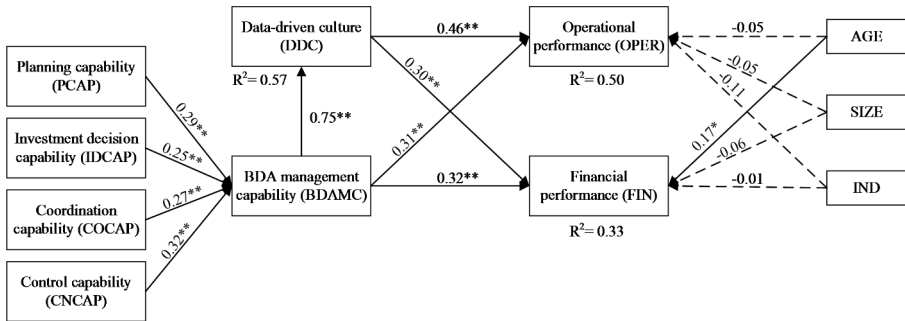 Data-driven culture
(DDC)
0.46**
Operational
performance (OPER)
-0.05
AGE
R²= 0.57
R²= 0.50
Planning capability
(PCAP)
0.30**
-0.05
-0.11
0.29**
0.75**
SIZE
Investment decision
capability (IDCAP)
0.25**
0.31**
0.17*
-0.06
BDA management
capability (BDAMC)
0.32**
Financial
performance (FIN)
-0.01
IND
Coordination
capability (COCAP)
0.27**
R²= 0.33
0.32**
Control capability
(CNCAP)